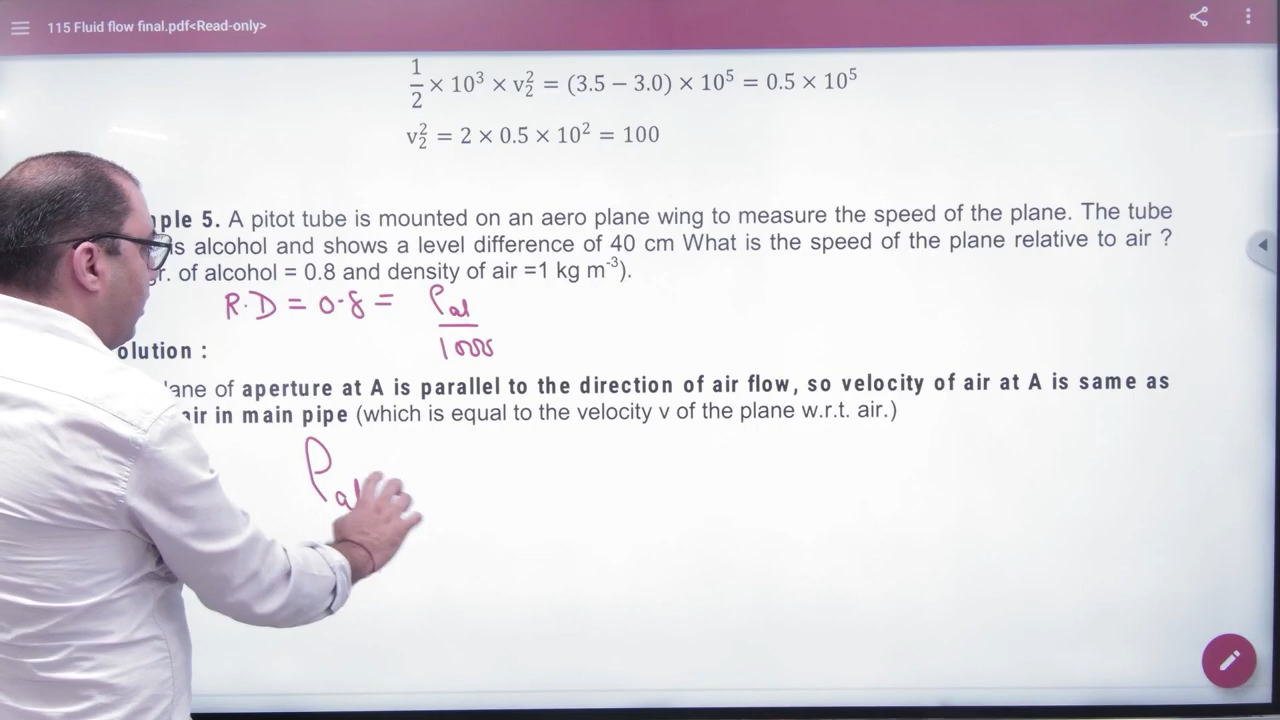 115 Fluid flow final.pdf<Read-only>
1/2 × 10³ × v₂² = (3.5 − 3.0) × 10⁵ = 0.5 × 10⁵
v₂² = 2 × 0.5 × 10² = 100
ple 5. A pitot tube is mounted on an aero plane wing to measure the speed of the plane. The tube
alcohol and shows a level difference of 40 cm What is the speed of the plane relative to air ?
of alcohol = 0.8 and density of air =1 kg m⁻³).
R.D = 0.8 = ρal / 1000
olution :
ane of aperture at A is parallel to the direction of air flow, so velocity of air at A is same as
air in main pipe (which is equal to the velocity v of the plane w.r.t. air.)
ρal